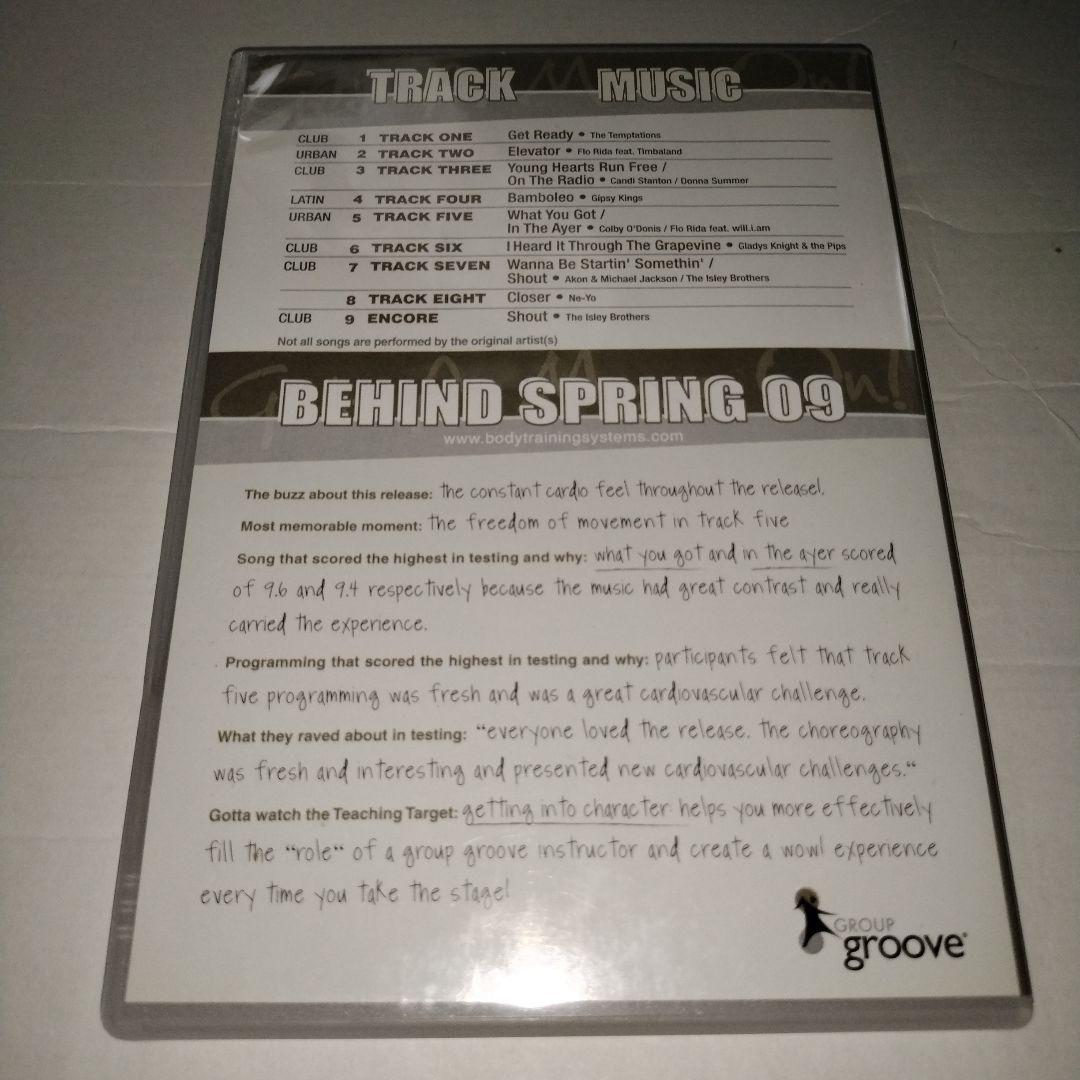 TRACK MUSIC
CLUB 1 TRACK ONE Get Ready • The Temptations
URBAN 2 TRACK TWO Elevator • Flo Rida feat. Timbaland
CLUB 3 TRACK THREE Young Hearts Run Free /
On The Radio • Candi Stanton / Donna Summer
LATIN 4 TRACK FOUR Bamboleo • Gipsy Kings
URBAN 5 TRACK FIVE What You Got /
In The Ayer • Colby O'Donis / Flo Rida feat. will.i.am
CLUB 6 TRACK SIX I Heard It Through The Grapevine • Gladys Knight & the Pips
CLUB 7 TRACK SEVEN Wanna Be Startin' Somethin' /
Shout • Akon & Michael Jackson / The Isley Brothers
8 TRACK EIGHT Closer • Ne-Yo
CLUB 9 ENCORE Shout • The Isley Brothers
Not all songs are performed by the original artist(s)
BEHIND SPRING 09
www.bodytrainingsystems.com
The buzz about this release: the constant cardio feel throughout the release!.
Most memorable moment: the freedom of movement in track five
Song that scored the highest in testing and why: what you got and in the ayer scored
of 9.6 and 9.4 respectively because the music had great contrast and really
carried the experience.
Programming that scored the highest in testing and why: participants felt that track
five programming was fresh and was a great cardiovascular challenge.
What they raved about in testing: "everyone loved the release. the choreography
was fresh and interesting and presented new cardiovascular challenges."
Gotta watch the Teaching Target: getting into character helps you more effectively
fill the "role" of a group groove instructor and create a wow! experience
every time you take the stage!
GROUP
groove®